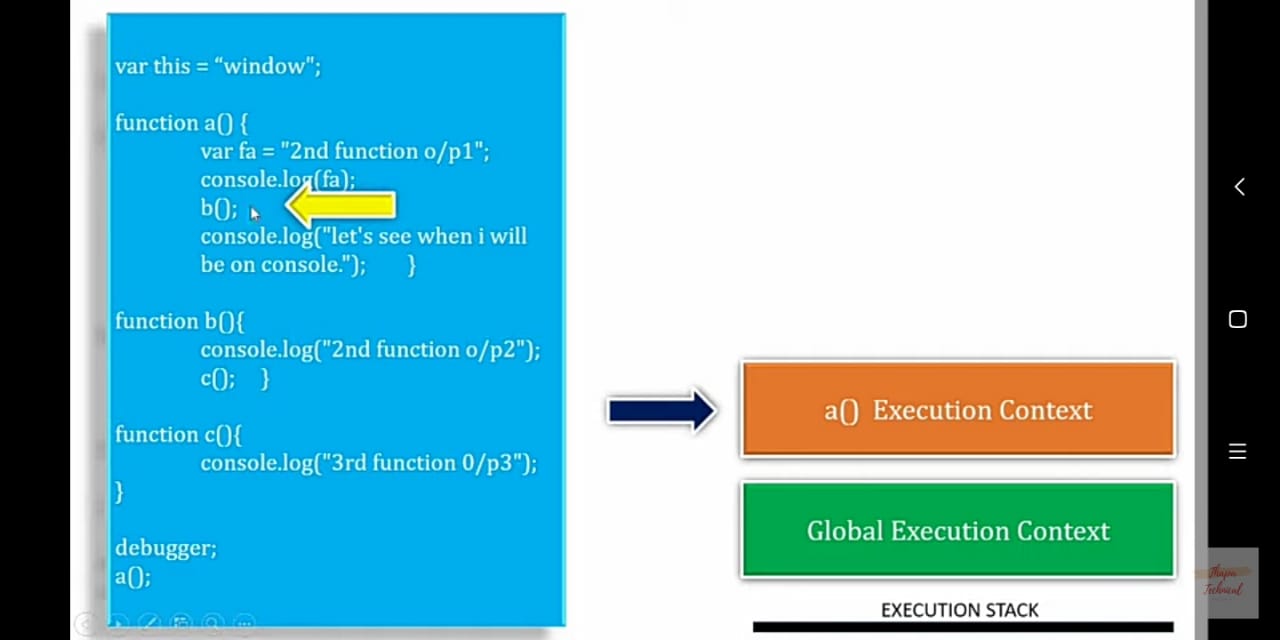 var this = “window";
function a() {
var fa = "2nd function o/p1";
console.log(fa);
b();
console.log("let's see when i will
be on console."); }
function b(){
console.log("2nd function o/p2");
c(); }
function c(){
console.log("3rd function 0/p3");
}
debugger;
a();
a() Execution Context
Global Execution Context
EXECUTION STACK
Thapa
Technical